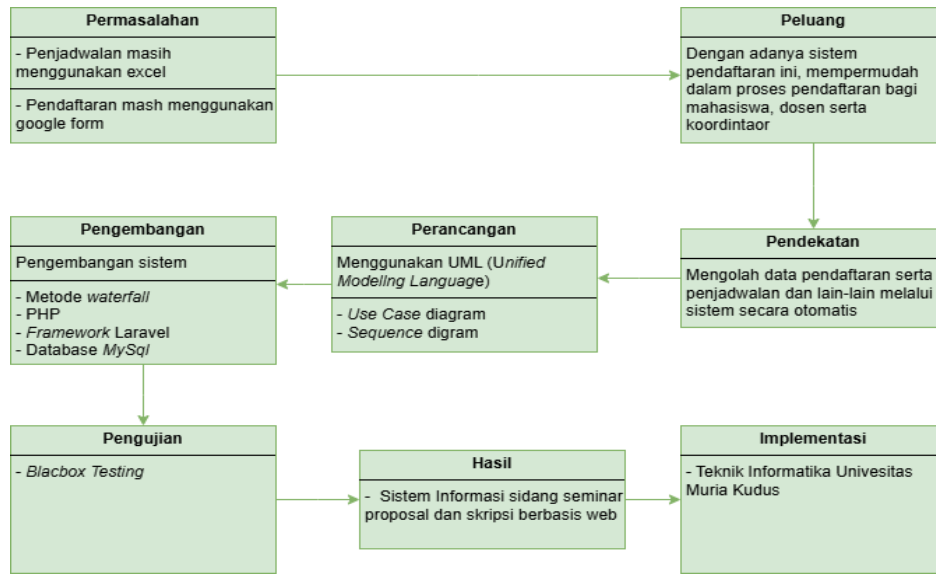 Permasalahan
- Penjadwalan masih
menggunakan excel
- Pendaftaran mash menggunakan
google form
Peluang
Dengan adanya sistem
pendaftaran ini, mempermudah
dalam proses pendaftaran bagi
mahasiswa, dosen serta
koordintaor
Pendekatan
Mengolah data pendaftaran serta
penjadwalan dan lain-lain melalui
sistem secara otomatis
Perancangan
Menggunakan UML (Unified
Modeling Language)
- Use Case diagram
- Sequence digram
Pengembangan
Pengembangan sistem
- Metode waterfall
- PHP
- Framework Laravel
- Database MySql
Pengujian
- Blacbox Testing
Hasil
- Sistem Informasi sidang seminar
proposal dan skripsi berbasis web
Implementasi
- Teknik Informatika Univesitas
Muria Kudus